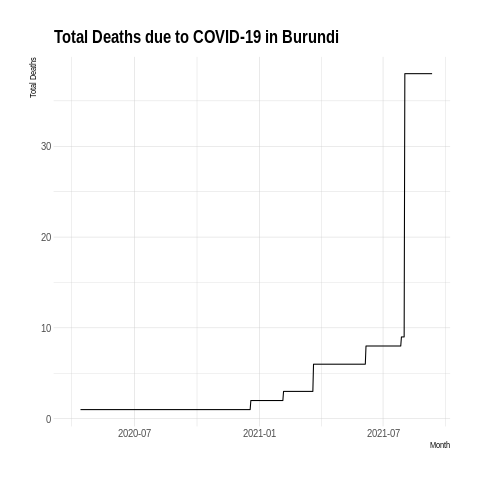 Total Deaths due to COVID-19 in Burundi
Total Deaths
30
20
10
0
2020-07
2021-01
2021-07
Month